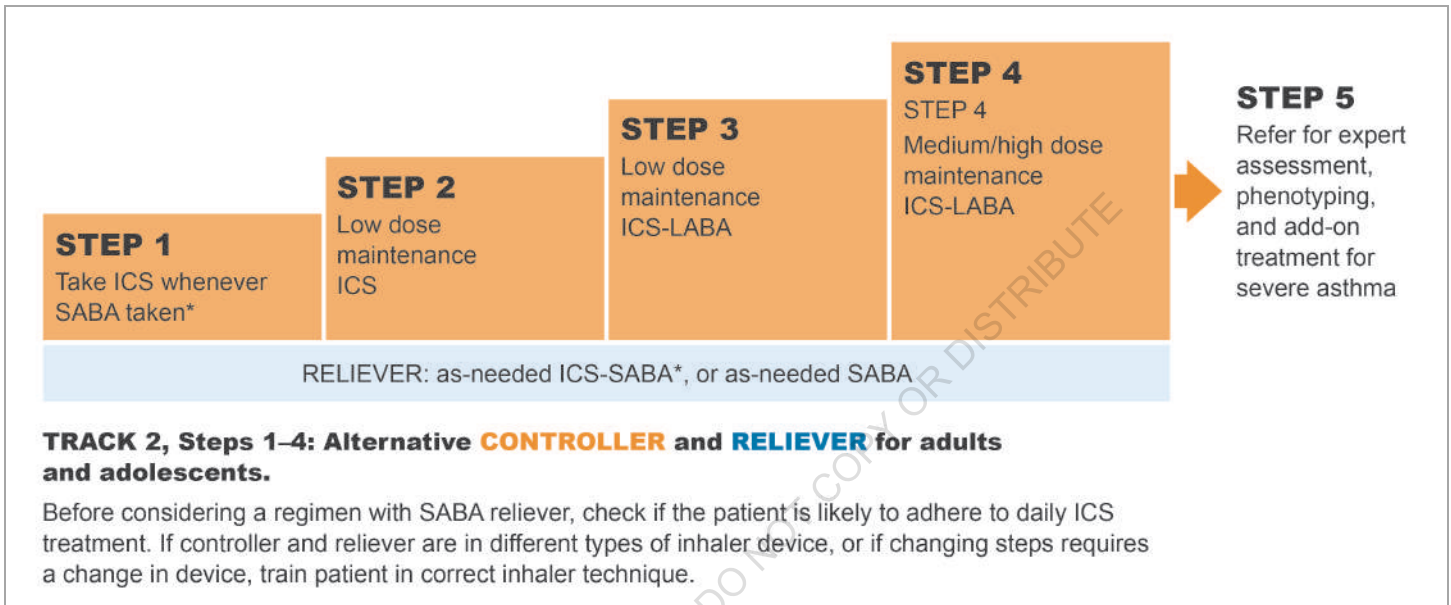 STEP 1
Take ICS whenever
SABA taken*
STEP 2
Low dose
maintenance
ICS
STEP 3
Low dose
maintenance
ICS-LABA
STEP 4
STEP 4
Medium/high dose
maintenance
ICS-LABA
STEP 5
Refer for expert
assessment,
phenotyping,
and add-on
treatment for
severe asthma
RELIEVER: as-needed ICS-SABA*, or as-needed SABA
TRACK 2, Steps 1–4: Alternative CONTROLLER and RELIEVER for adults
and adolescents.
Before considering a regimen with SABA reliever, check if the patient is likely to adhere to daily ICS
treatment. If controller and reliever are in different types of inhaler device, or if changing steps requires
a change in device, train patient in correct inhaler technique.
DO NOT COPY OR DISTRIBUTE